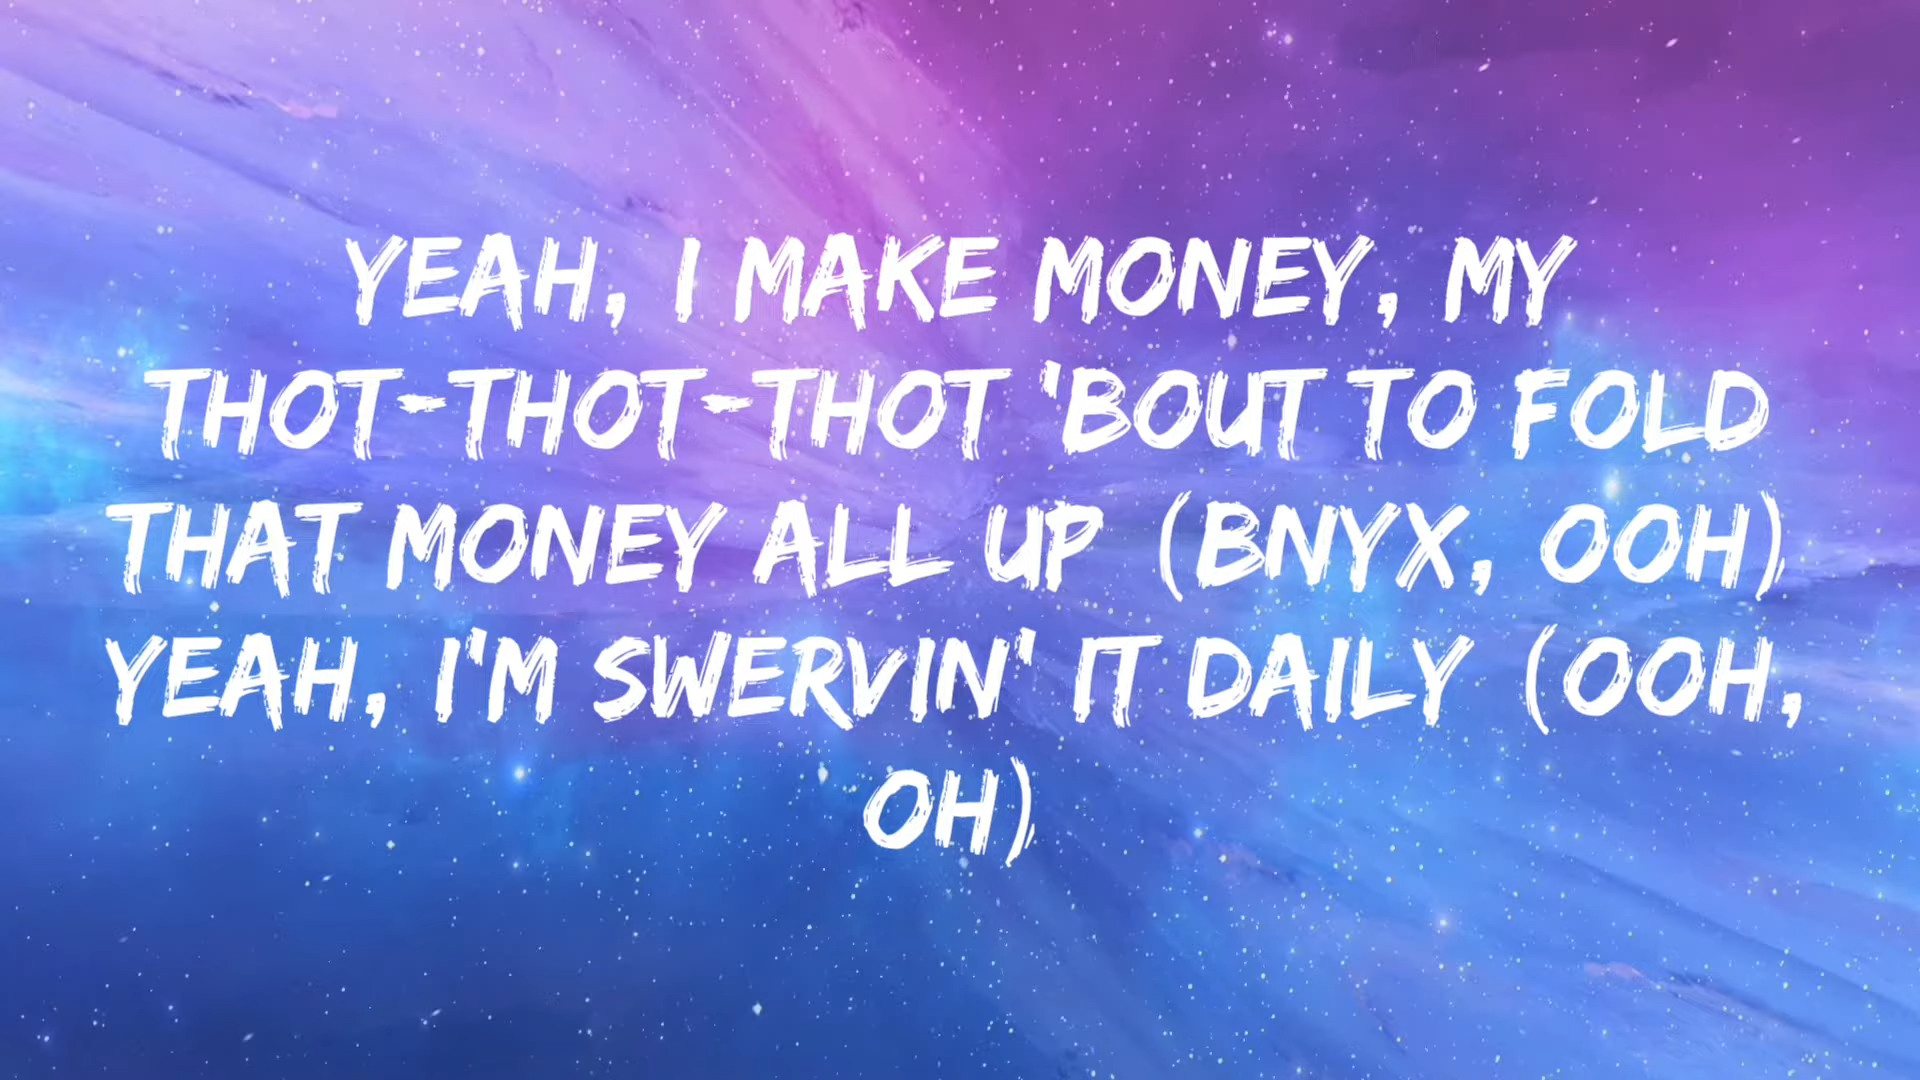 YEAH, I MAKE MONEY, MY
THOT-THOT-THOT 'BOUT TO FOLD
THAT MONEY ALL UP (BNYX, OOH)
YEAH, I'M SWERVIN' IT DAILY (OOH,
OH)